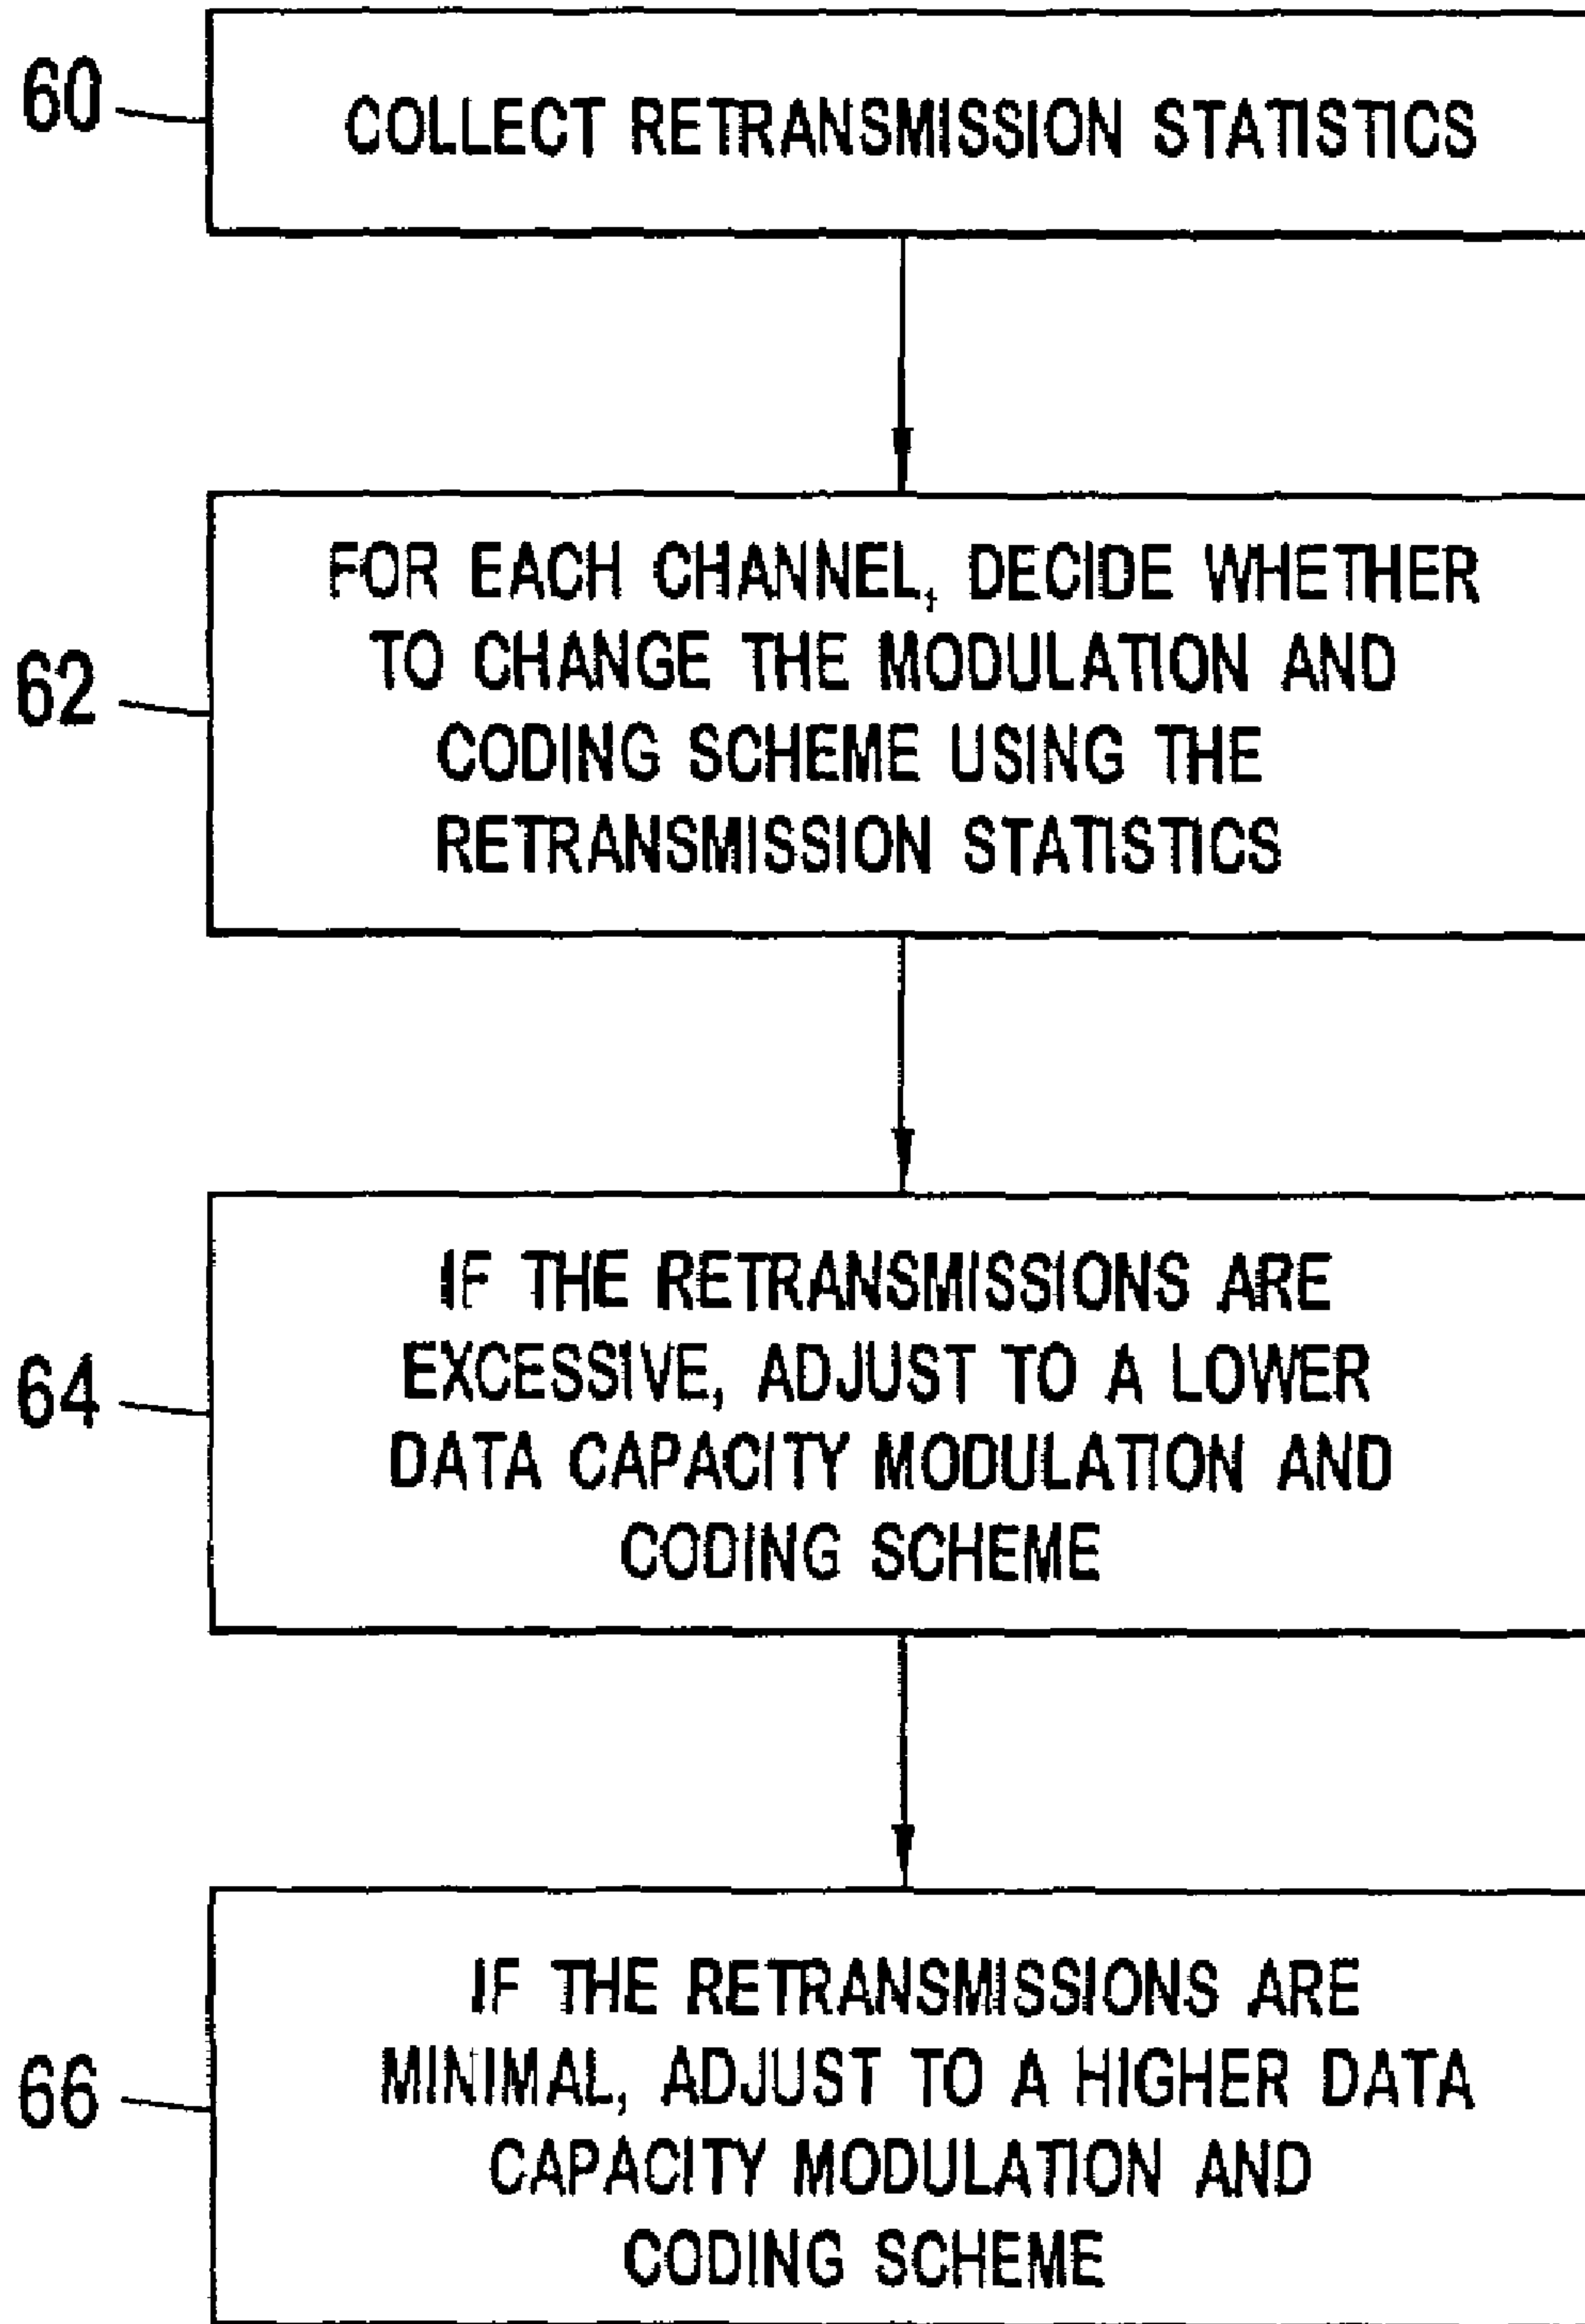 60
COLLECT RETRANSMISSION STATISTICS
62
FOR EACH CHANNEL, DECIDE WHETHER
TO CHANGE THE MODULATION AND
CODING SCHEME USING THE
RETRANSMISSION STATISTICS
64
IF THE RETRANSMISSIONS ARE
EXCESSIVE, ADJUST TO A LOWER
DATA CAPACITY MODULATION AND
CODING SCHEME
66
IF THE RETRANSMISSIONS ARE
MINIMAL, ADJUST TO A HIGHER DATA
CAPACITY MODULATION AND
CODING SCHEME